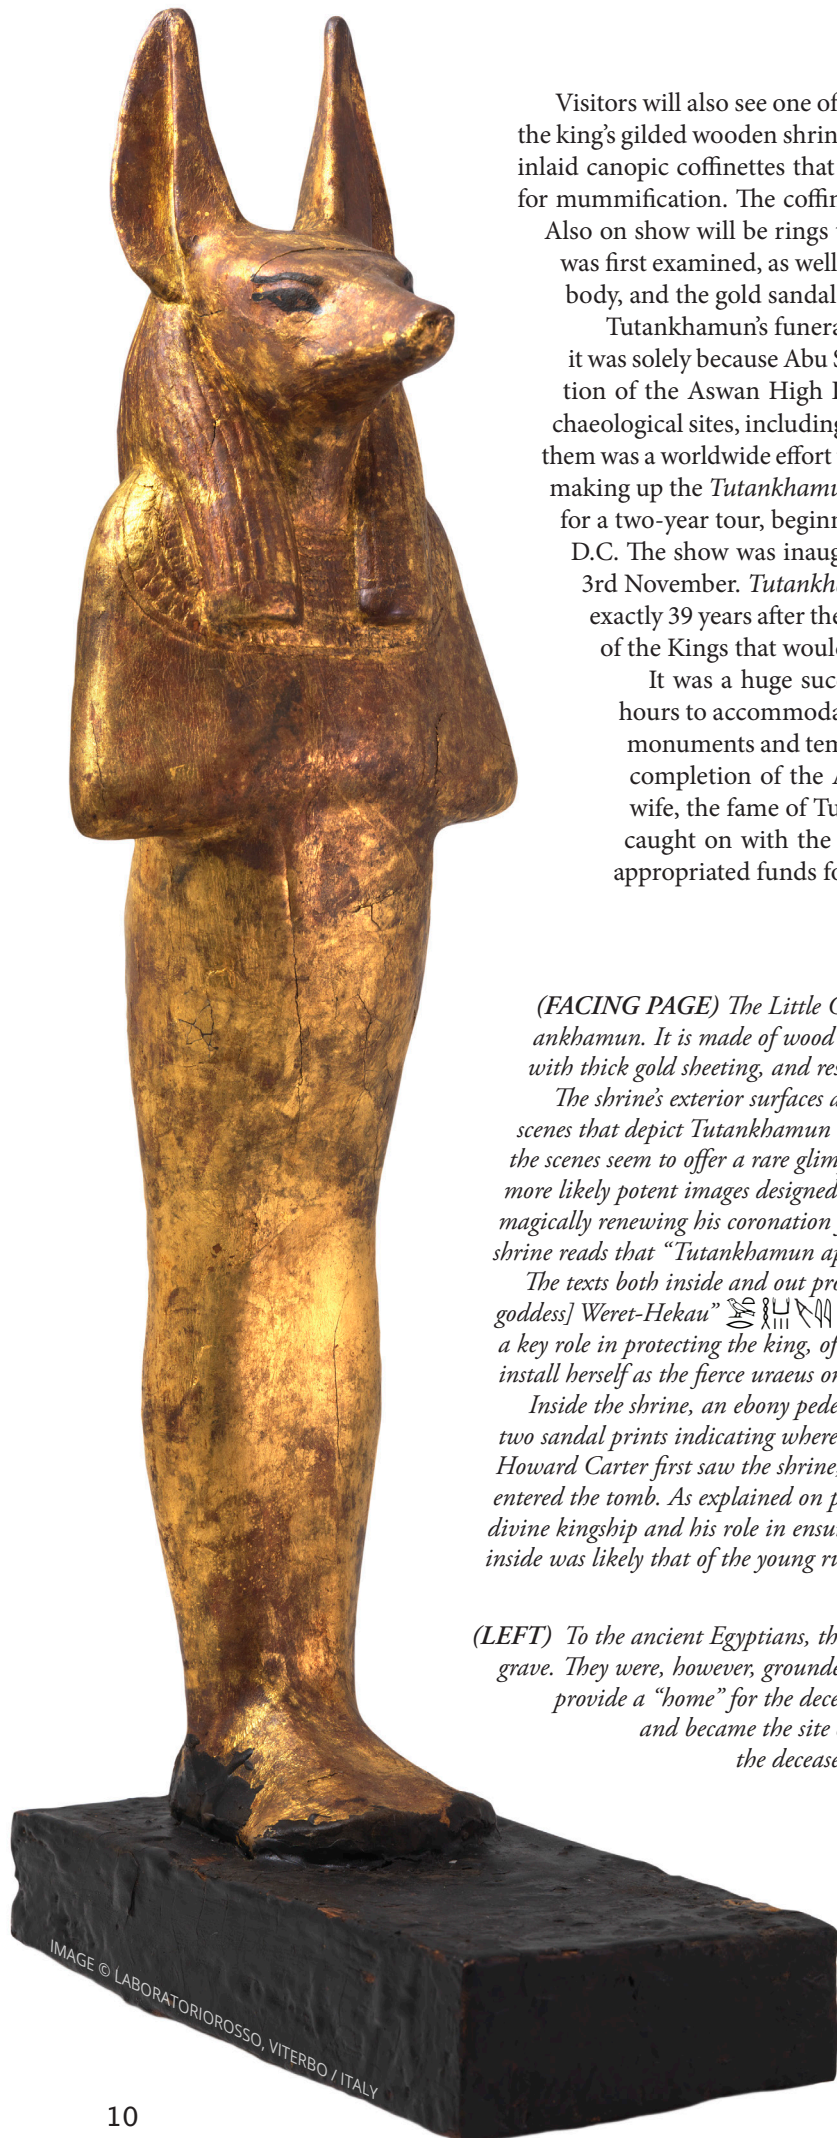 Visitors will also see one of
the king’s gilded wooden shrin
inlaid canopic coffinettes that
for mummification. The coffin
Also on show will be rings
was first examined, as well
body, and the gold sandal
Tutankhamun’s funera
it was solely because Abu
tion of the Aswan High
chaeological sites, including
them was a worldwide effort
making up the Tutankhamu
for a two-year tour, beginn
D.C. The show was inaug
3rd November. Tutankha
exactly 39 years after the
of the Kings that would
It was a huge suc
hours to accommoda
monuments and tem
completion of the
wife, the fame of Tu
caught on with the
appropriated funds fo
(FACING PAGE) The Little
ankhamun. It is made of wood
with thick gold sheeting, and res
The shrine’s exterior surfaces a
scenes that depict Tutankhamun
the scenes seem to offer a rare glim
more likely potent images designed
magically renewing his coronation
shrine reads that “Tutankhamun ap
The texts both inside and out pro
goddess] Weret-Hekau”
a key role in protecting the king, of
install herself as the fierce uraeus on
Inside the shrine, an ebony pede
two sandal prints indicating where
Howard Carter first saw the shrine,
entered the tomb. As explained on p
divine kingship and his role in ensu
inside was likely that of the young ru
(LEFT) To the ancient Egyptians, th
grave. They were, however, grounde
provide a “home” for the dece
and became the site
the decease
IMAGE © LABORATORIOROSSO, VITERBO / ITALY
10